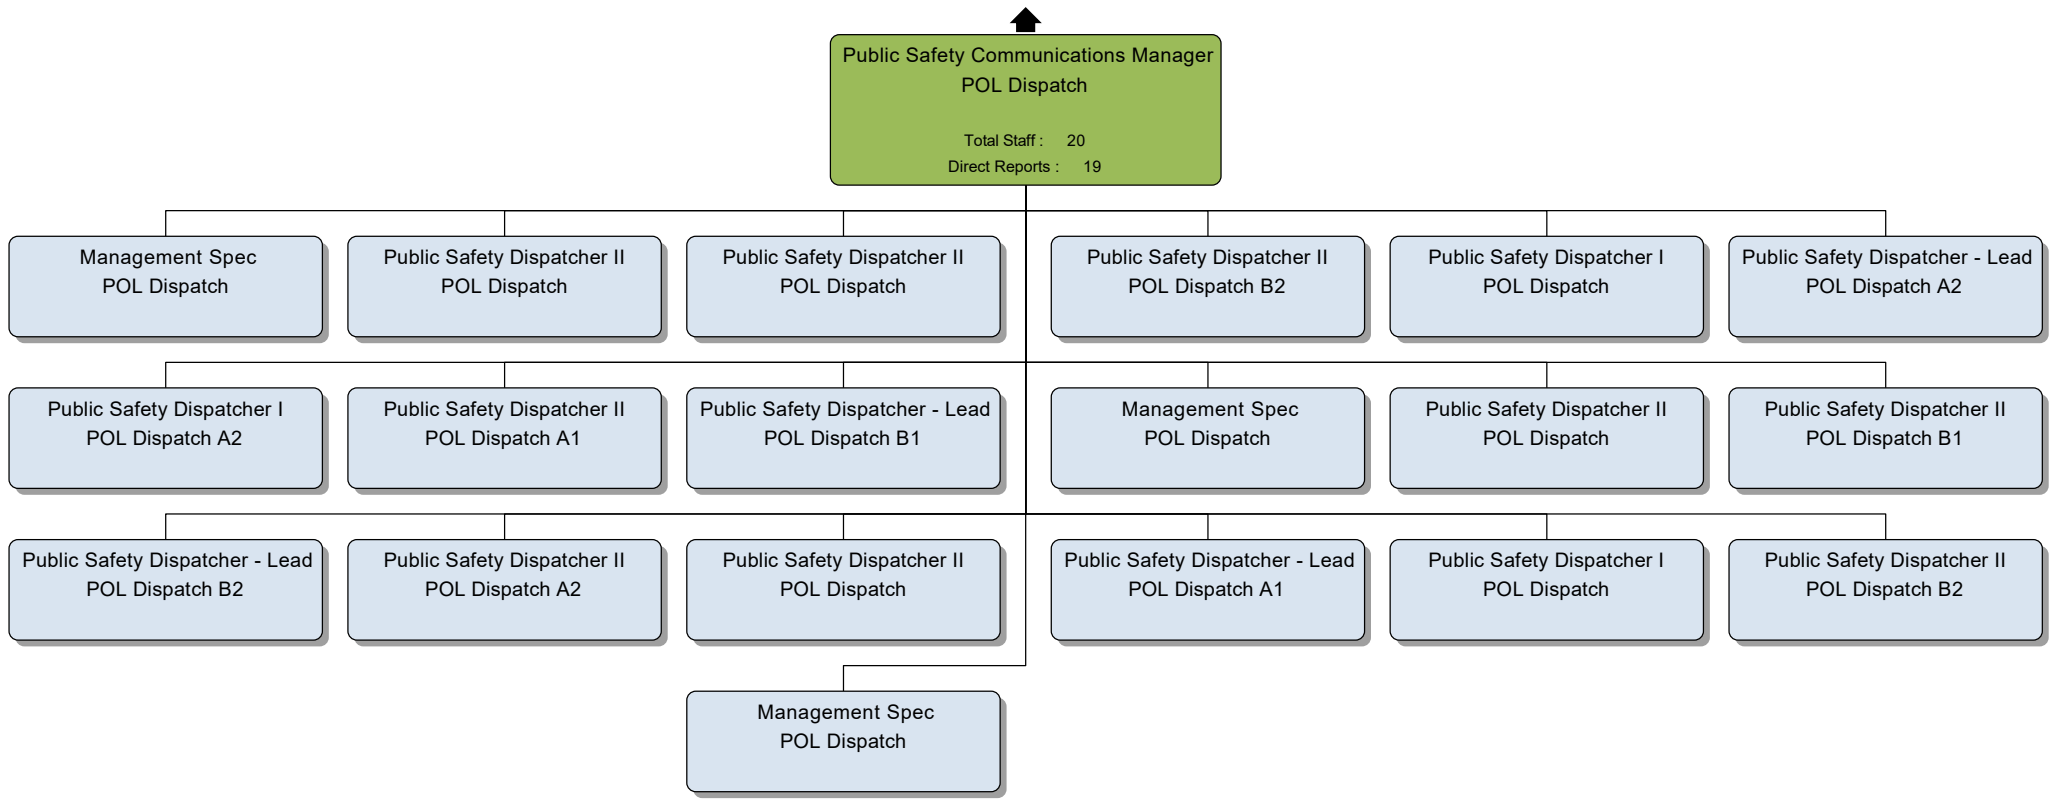 Public Safety Communications Manager
POL Dispatch
Total Staff : 20
Direct Reports : 19
Management Spec
POL Dispatch
Public Safety Dispatcher II
POL Dispatch
Public Safety Dispatcher II
POL Dispatch
Public Safety Dispatcher II
POL Dispatch B2
Public Safety Dispatcher I
POL Dispatch
Public Safety Dispatcher - Lead
POL Dispatch A2
Public Safety Dispatcher I
POL Dispatch A2
Public Safety Dispatcher II
POL Dispatch A1
Public Safety Dispatcher - Lead
POL Dispatch B1
Management Spec
POL Dispatch
Public Safety Dispatcher II
POL Dispatch
Public Safety Dispatcher II
POL Dispatch B1
Public Safety Dispatcher - Lead
POL Dispatch B2
Public Safety Dispatcher II
POL Dispatch A2
Public Safety Dispatcher II
POL Dispatch
Public Safety Dispatcher - Lead
POL Dispatch A1
Public Safety Dispatcher I
POL Dispatch
Public Safety Dispatcher II
POL Dispatch B2
Management Spec
POL Dispatch